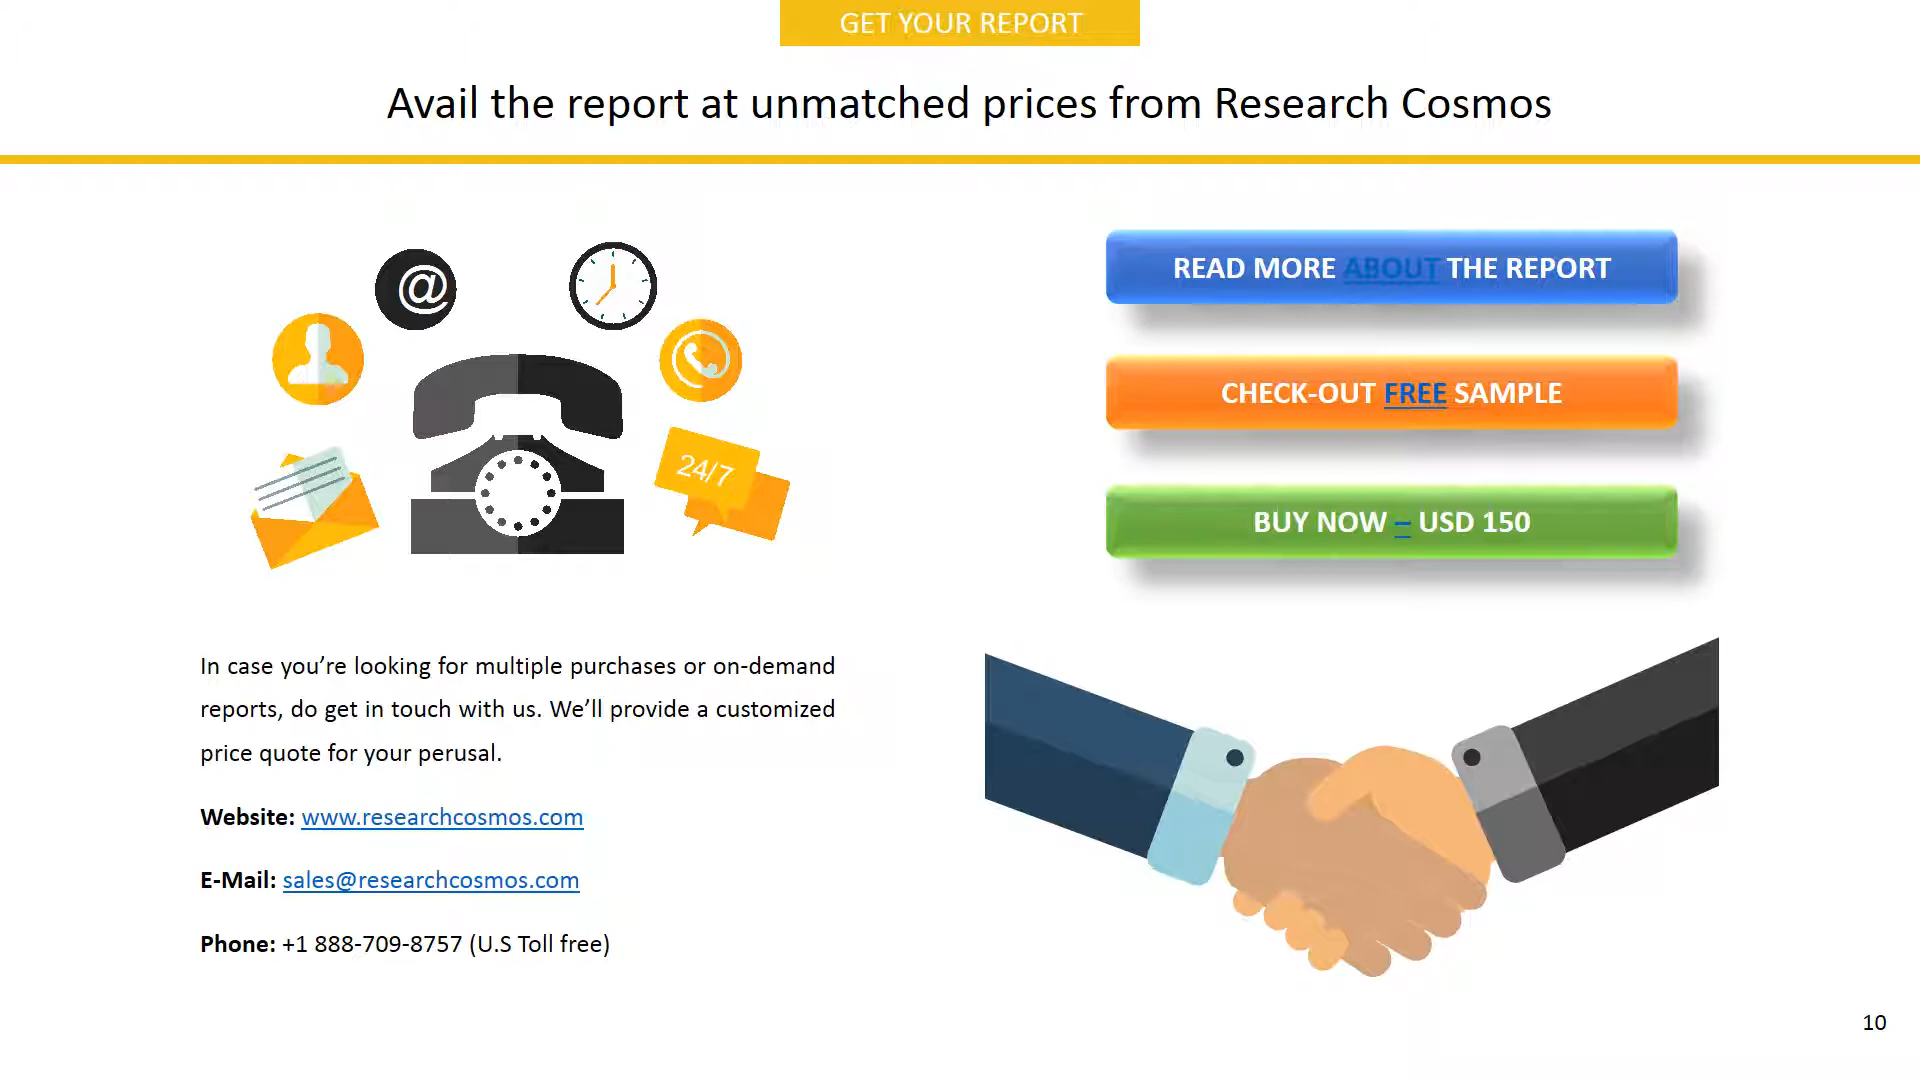 GET YOUR REPORT
Avail the report at unmatched prices from Research Cosmos
@
24/7
READ MORE ABOUT THE REPORT
CHECK-OUT FREE SAMPLE
BUY NOW – USD 150
In case you’re looking for multiple purchases or on-demand
reports, do get in touch with us. We’ll provide a customized
price quote for your perusal.
Website: www.researchcosmos.com
E-Mail: sales@researchcosmos.com
Phone: +1 888-709-8757 (U.S Toll free)
10